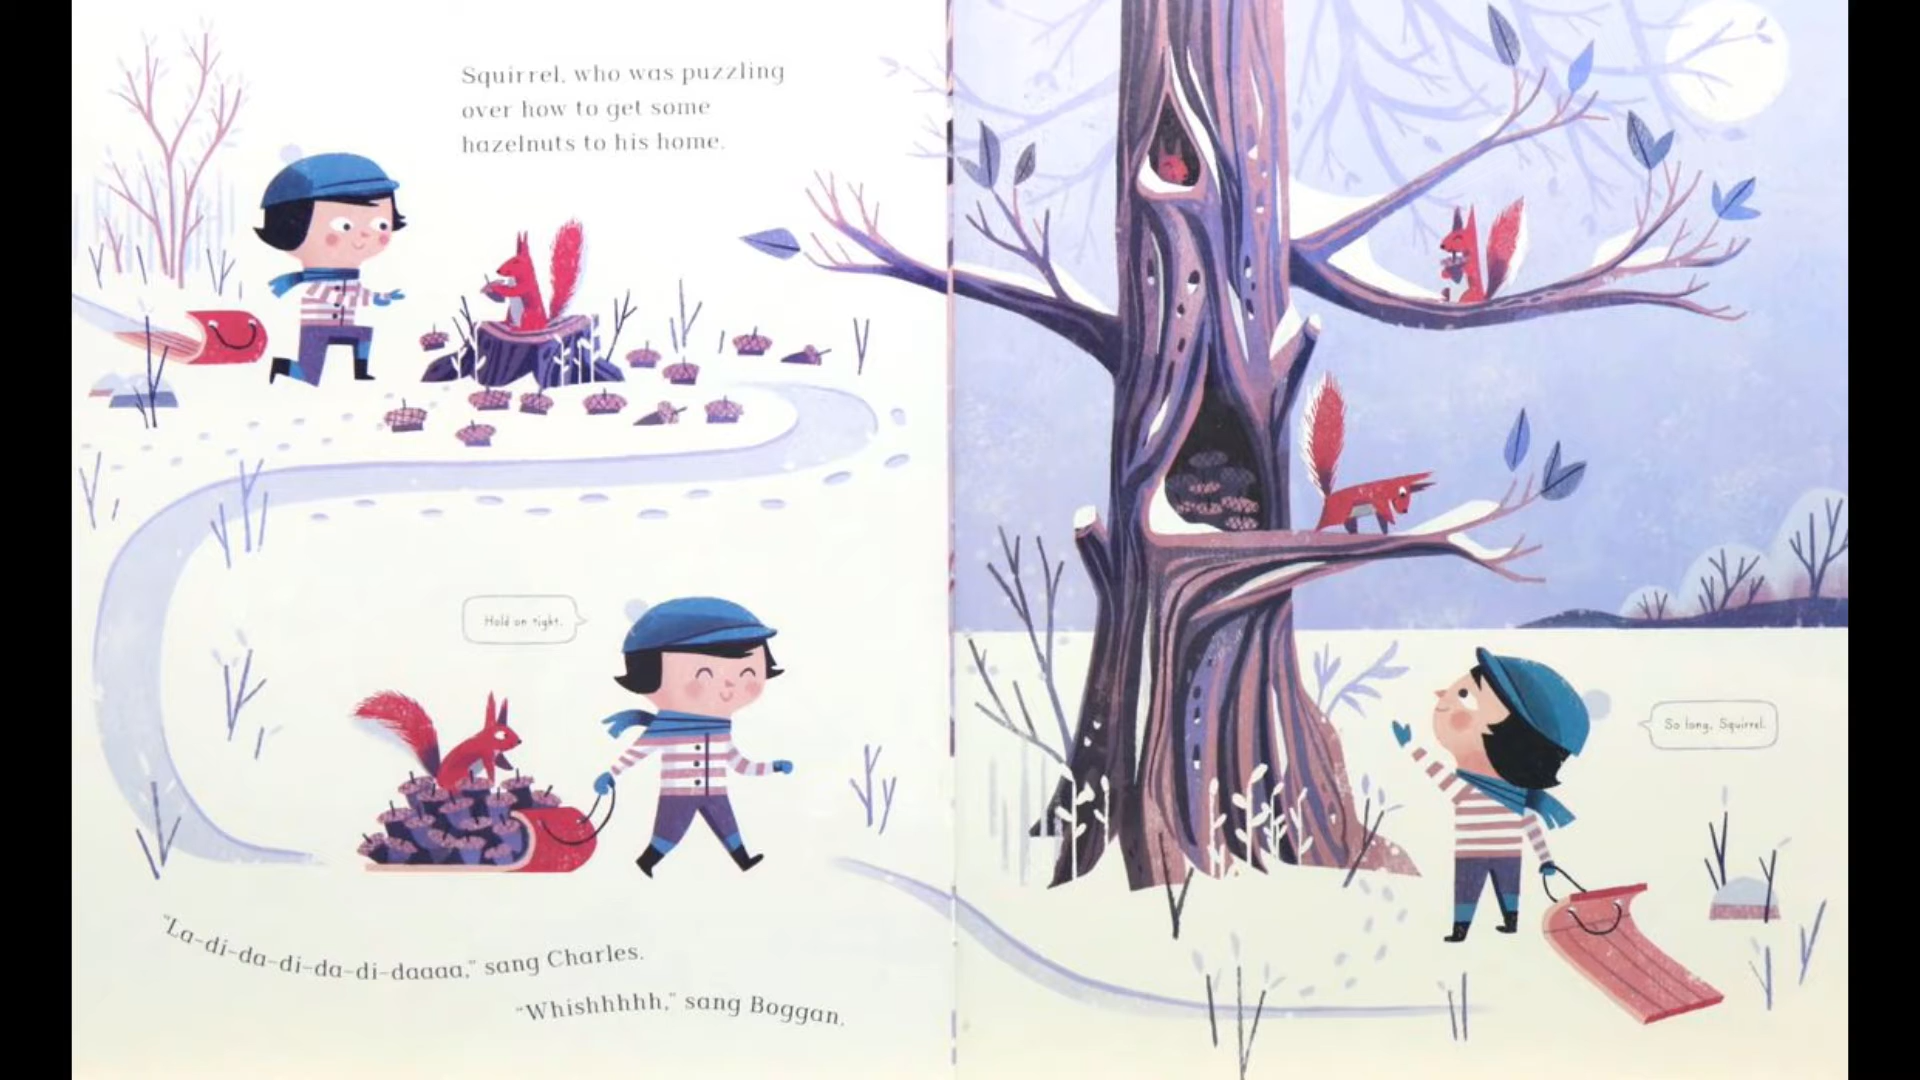 Squirrel, who was puzzling
over how to get some
hazelnuts to his home.
Hold on tight.
"La-di-da-di-da-di-daaaa," sang Charles.
"Whishhhhh," sang Boggan.
So long, Squirrel.